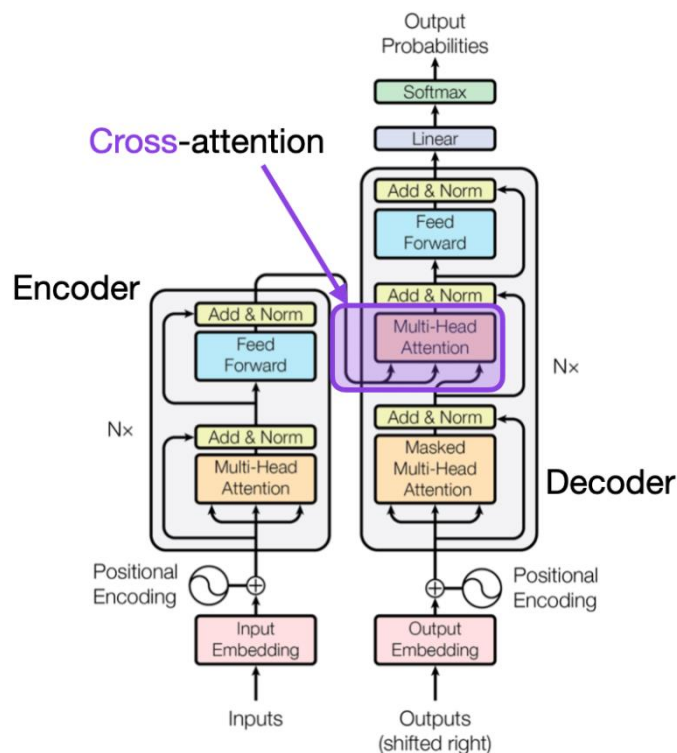 Output
Probabilities
Softmax
Linear
Cross-attention
Add & Norm
Feed
Forward
Add & Norm
Multi-Head
Attention
Nx
Add & Norm
Masked
Multi-Head
Attention
Decoder
Positional
Encoding
Output
Embedding
Outputs
(shifted right)
Encoder
Add & Norm
Feed
Forward
Nx
Add & Norm
Multi-Head
Attention
Positional
Encoding
Input
Embedding
Inputs